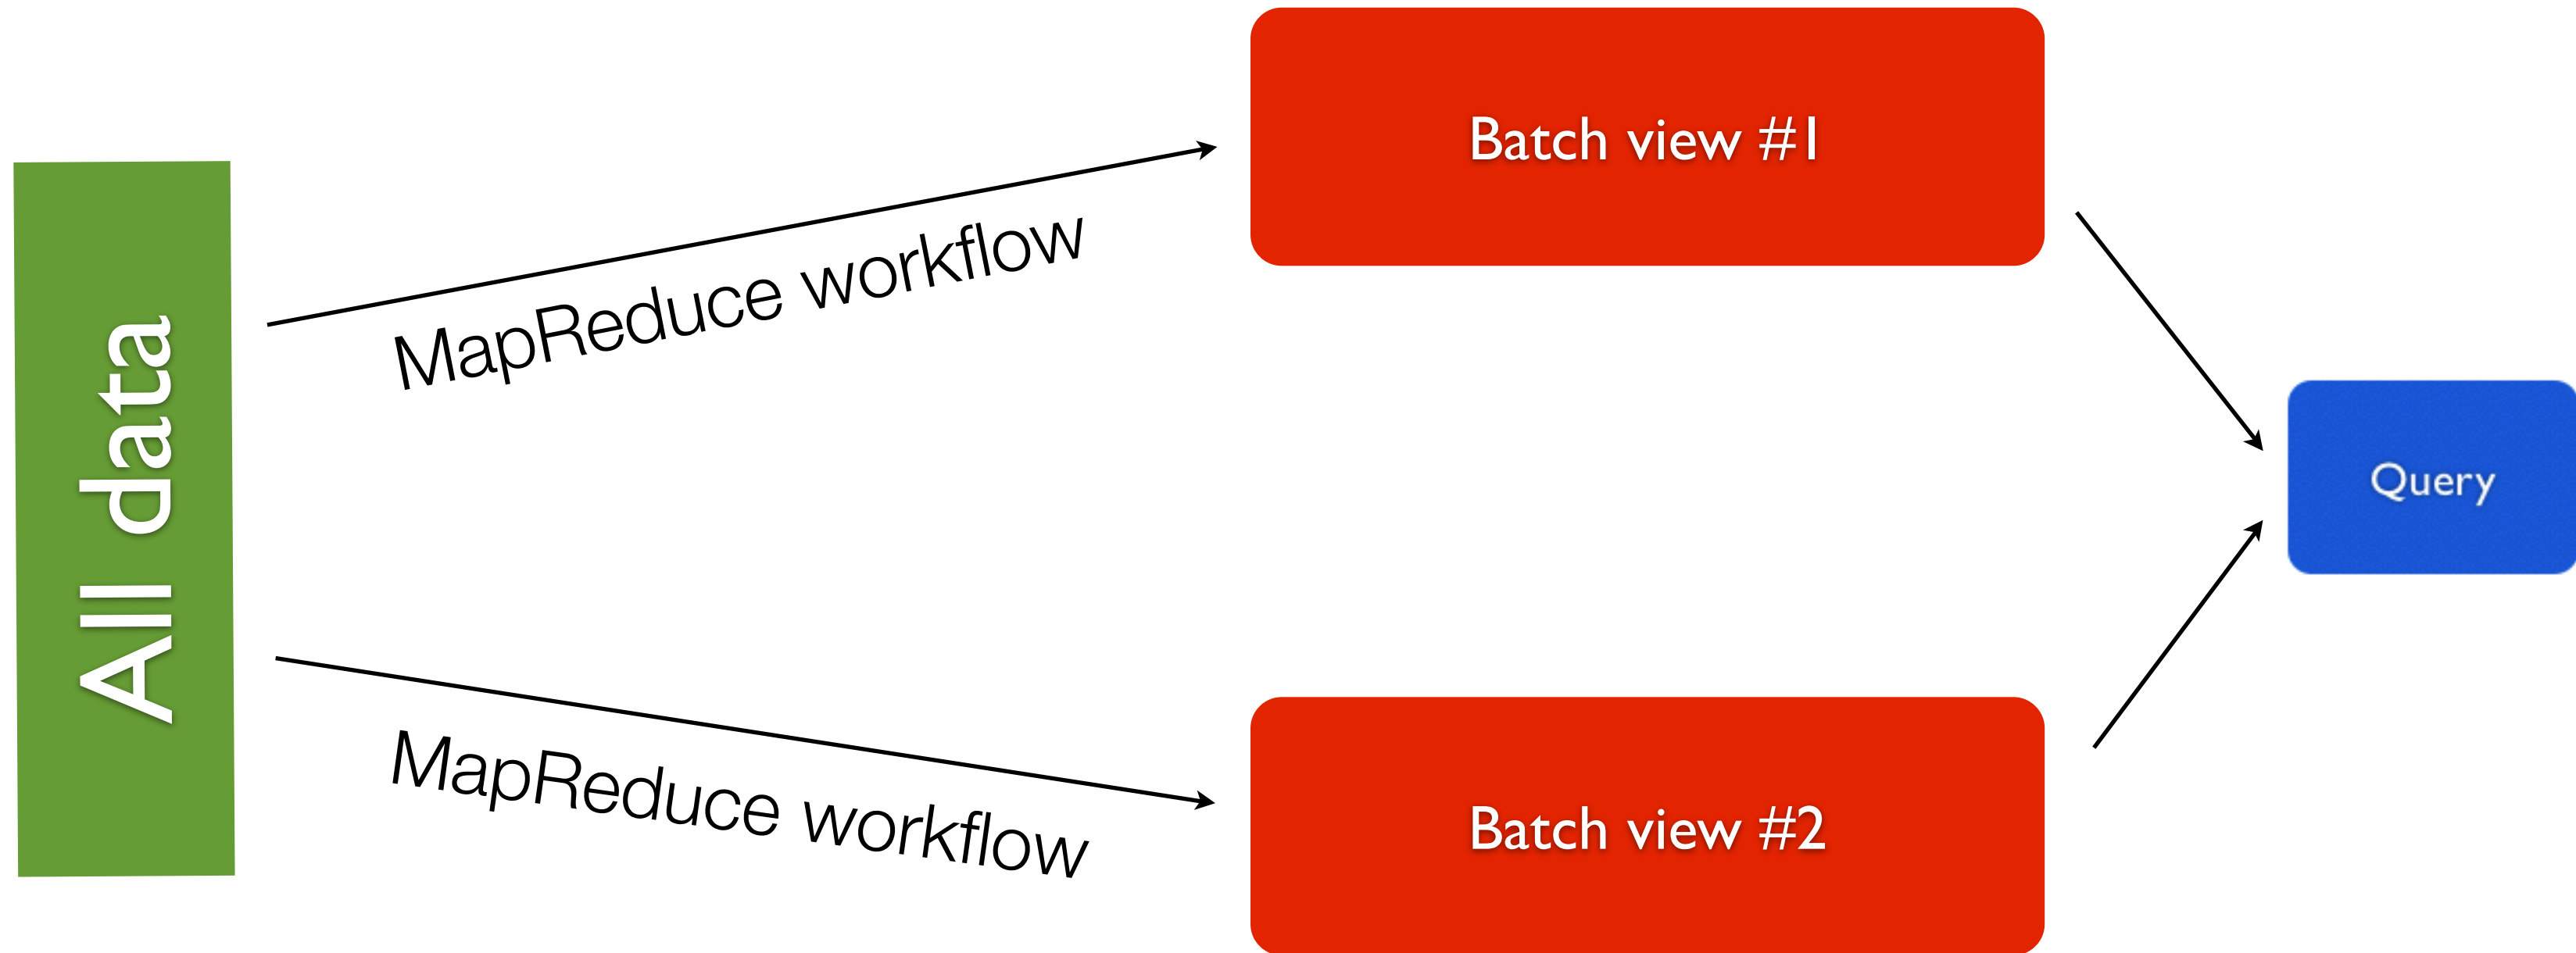 All data
MapReduce workflow
Batch view #1
Query
MapReduce workflow
Batch view #2